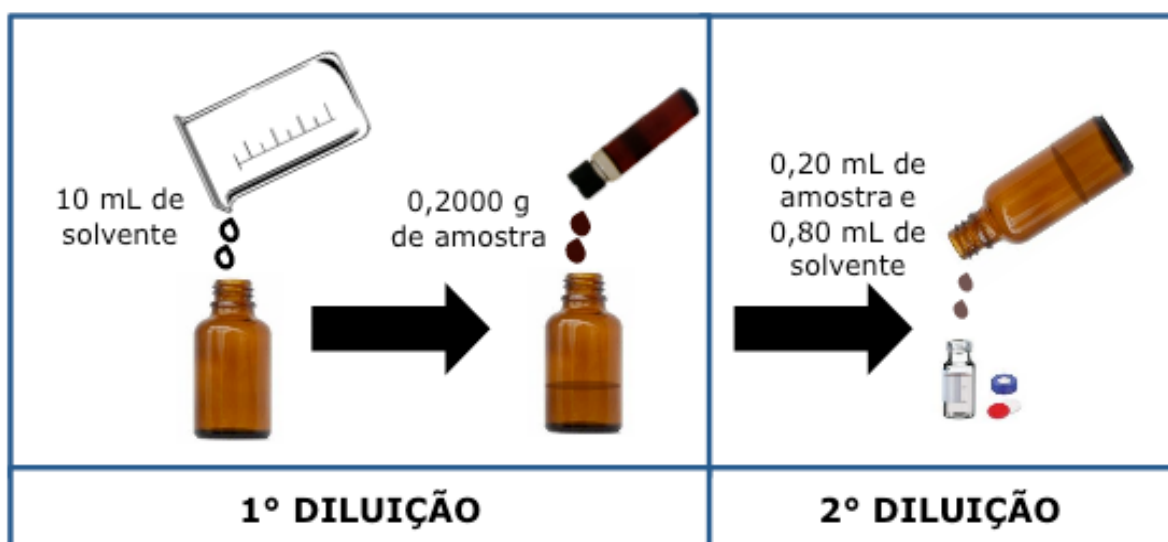 10 mL de
solvente
0,2000 g
de amostra
0,20 mL de
amostra e
0,80 mL de
solvente
1° DILUIÇÃO
2° DILUIÇÃO